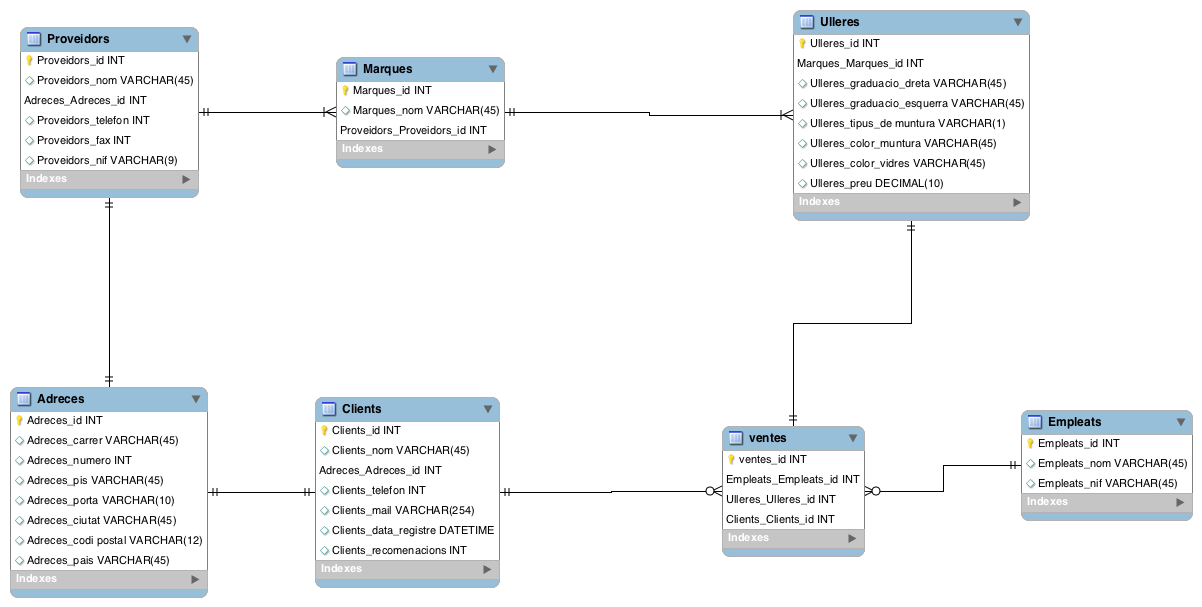 Proveidors
Proveidors_id INT
Proveidors_nom VARCHAR(45)
Adreces_Adreces_id INT
Proveidors_telefon INT
Proveidors_fax INT
Proveidors_nif VARCHAR(9)
Indexes
Marques
Marques_id INT
Marques_nom VARCHAR(45)
Proveidors_Proveidors_id INT
Indexes
Ulleres
Ulleres_id INT
Marques_Marques_id INT
Ulleres_graduacio_dreta VARCHAR(45)
Ulleres_graduacio_esquerra VARCHAR(45)
Ulleres_tipus_de muntura VARCHAR(1)
Ulleres_color_muntura VARCHAR(45)
Ulleres_color_vidres VARCHAR(45)
Ulleres_preu DECIMAL(10)
Indexes
Adreces
Adreces_id INT
Adreces_carrer VARCHAR(45)
Adreces_numero INT
Adreces_pis VARCHAR(45)
Adreces_porta VARCHAR(10)
Adreces_ciutat VARCHAR(45)
Adreces_codi postal VARCHAR(12)
Adreces_pais VARCHAR(45)
Indexes
Clients
Clients_id INT
Clients_nom VARCHAR(45)
Adreces_Adreces_id INT
Clients_telefon INT
Clients_mail VARCHAR(254)
Clients_data_registre DATETIME
Clients_recomenacions INT
Indexes
ventes
ventes_id INT
Empleats_Empleats_id INT
Ulleres_Ulleres_id INT
Clients_Clients_id INT
Indexes
Empleats
Empleats_id INT
Empleats_nom VARCHAR(45)
Empleats_nif VARCHAR(45)
Indexes